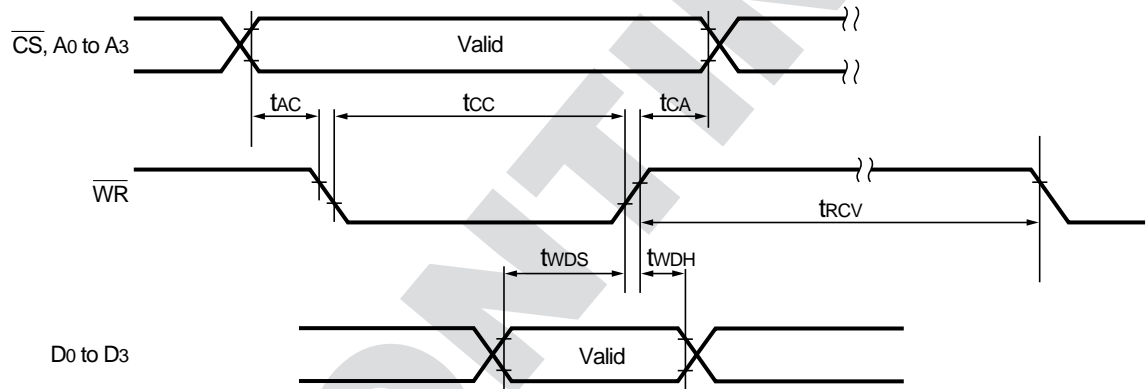 CS, A0 to A3
Valid
tAC
tCC
tCA
WR
tRCV
tWDS
tWDH
D0 to D3
Valid